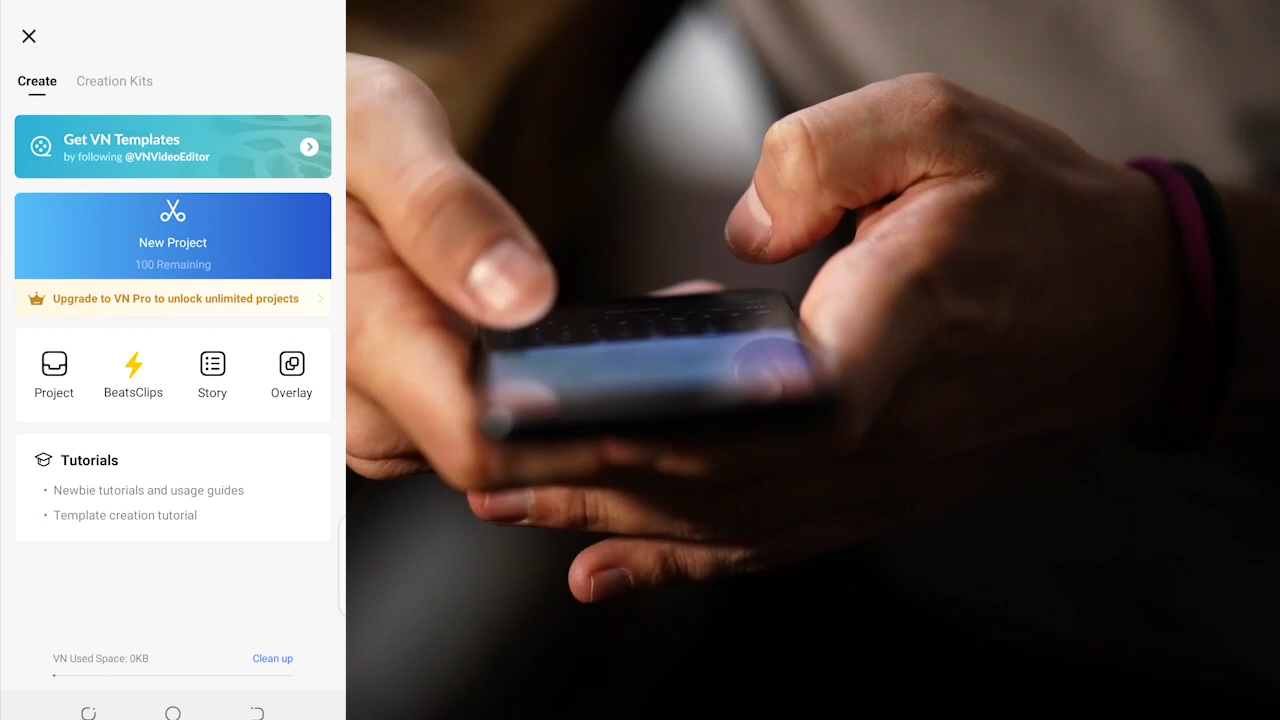 Create Creation Kits
Get VN Templates
by following @VNVideoEditor
New Project
100 Remaining
Upgrade to VN Pro to unlock unlimited projects
Project BeatsClips Story Overlay
Tutorials
• Newbie tutorials and usage guides
• Template creation tutorial
VN Used Space: 0KB Clean up